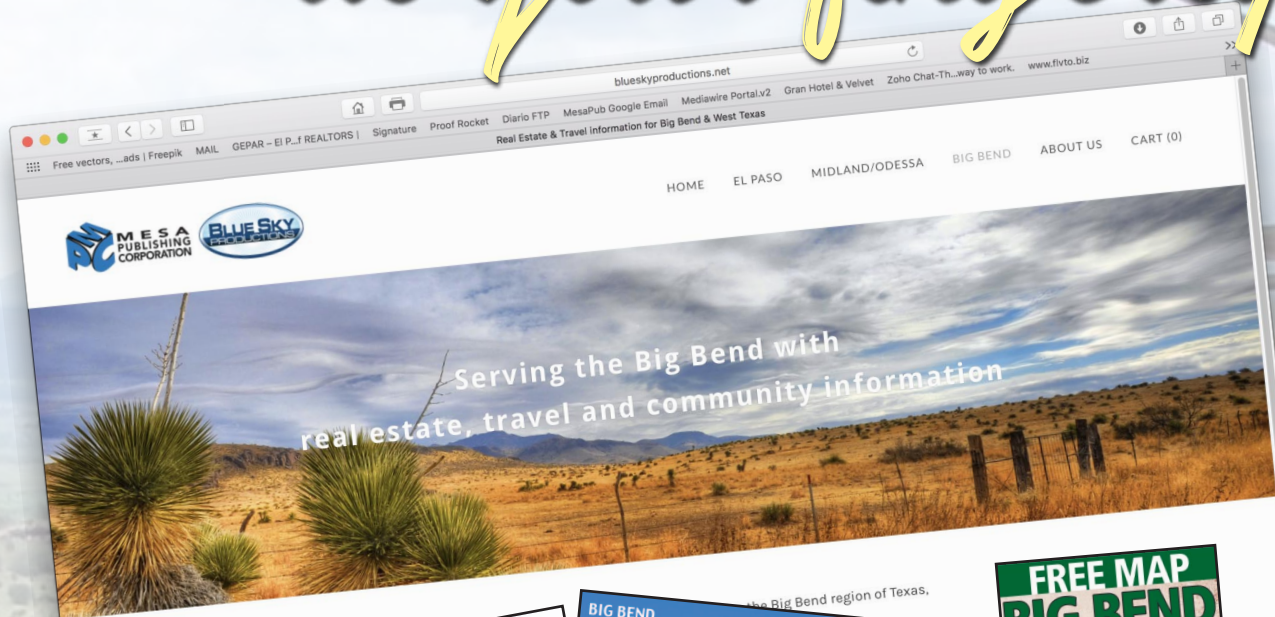 blueskyproductions.net
Free vectors, ...ads | Freepik MAIL GEPAR – El P...f REALTORS | Signature Proof Rocket Diario FTP MesaPub Google Email Mediawire Portal.v2 Gran Hotel & Velvet Zoho Chat-Th...way to work. www.flvto.biz
Real Estate & Travel information for Big Bend & West Texas
HOME EL PASO MIDLAND/ODESSA BIG BEND ABOUT US CART (0)
MPC
MESA
PUBLISHING
CORPORATION
BLUE SKY
PRODUCTIONS
Serving the Big Bend with
real estate, travel and community information
the Big Bend region of Texas,
BIG BEND
FREE MAP
BIG BEND